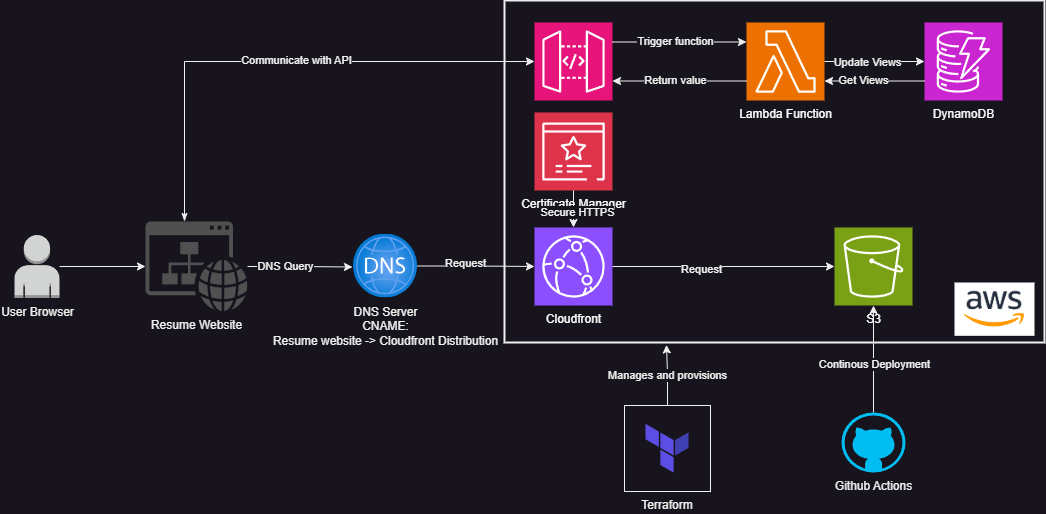 Trigger function
Communicate with API
Update Views
Return value
Get Views
</>
Lambda Function
DynamoDB
Certificate Manager
Secure HTTPS
DNS Query
DNS
Request
Request
User Browser
Resume Website
DNS Server
CNAME:
Resume website -> Cloudfront Distribution
Cloudfront
S3
aws
Continous Deployment
Manages and provisions
Github Actions
Terraform